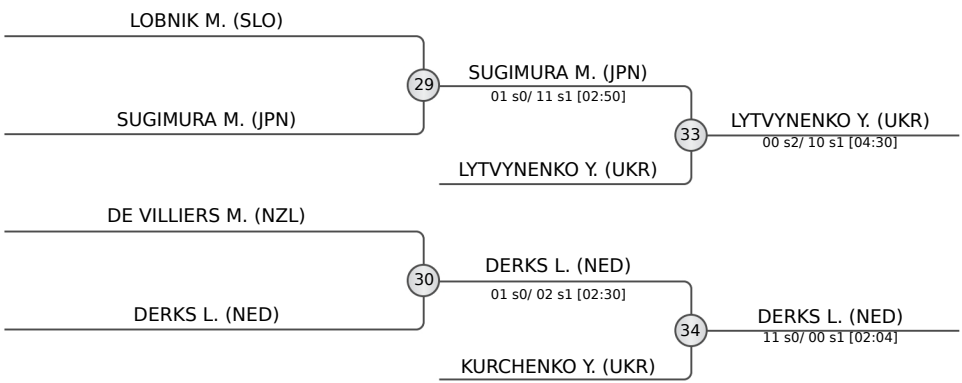 LOBNIK M. (SLO)
29
SUGIMURA M. (JPN)
SUGIMURA M. (JPN)
01 s0/ 11 s1 [02:50]
33
LYTVYNENKO Y. (UKR)
LYTVYNENKO Y. (UKR)
00 s2/ 10 s1 [04:30]
DE VILLIERS M. (NZL)
30
DERKS L. (NED)
DERKS L. (NED)
01 s0/ 02 s1 [02:30]
34
KURCHENKO Y. (UKR)
DERKS L. (NED)
11 s0/ 00 s1 [02:04]